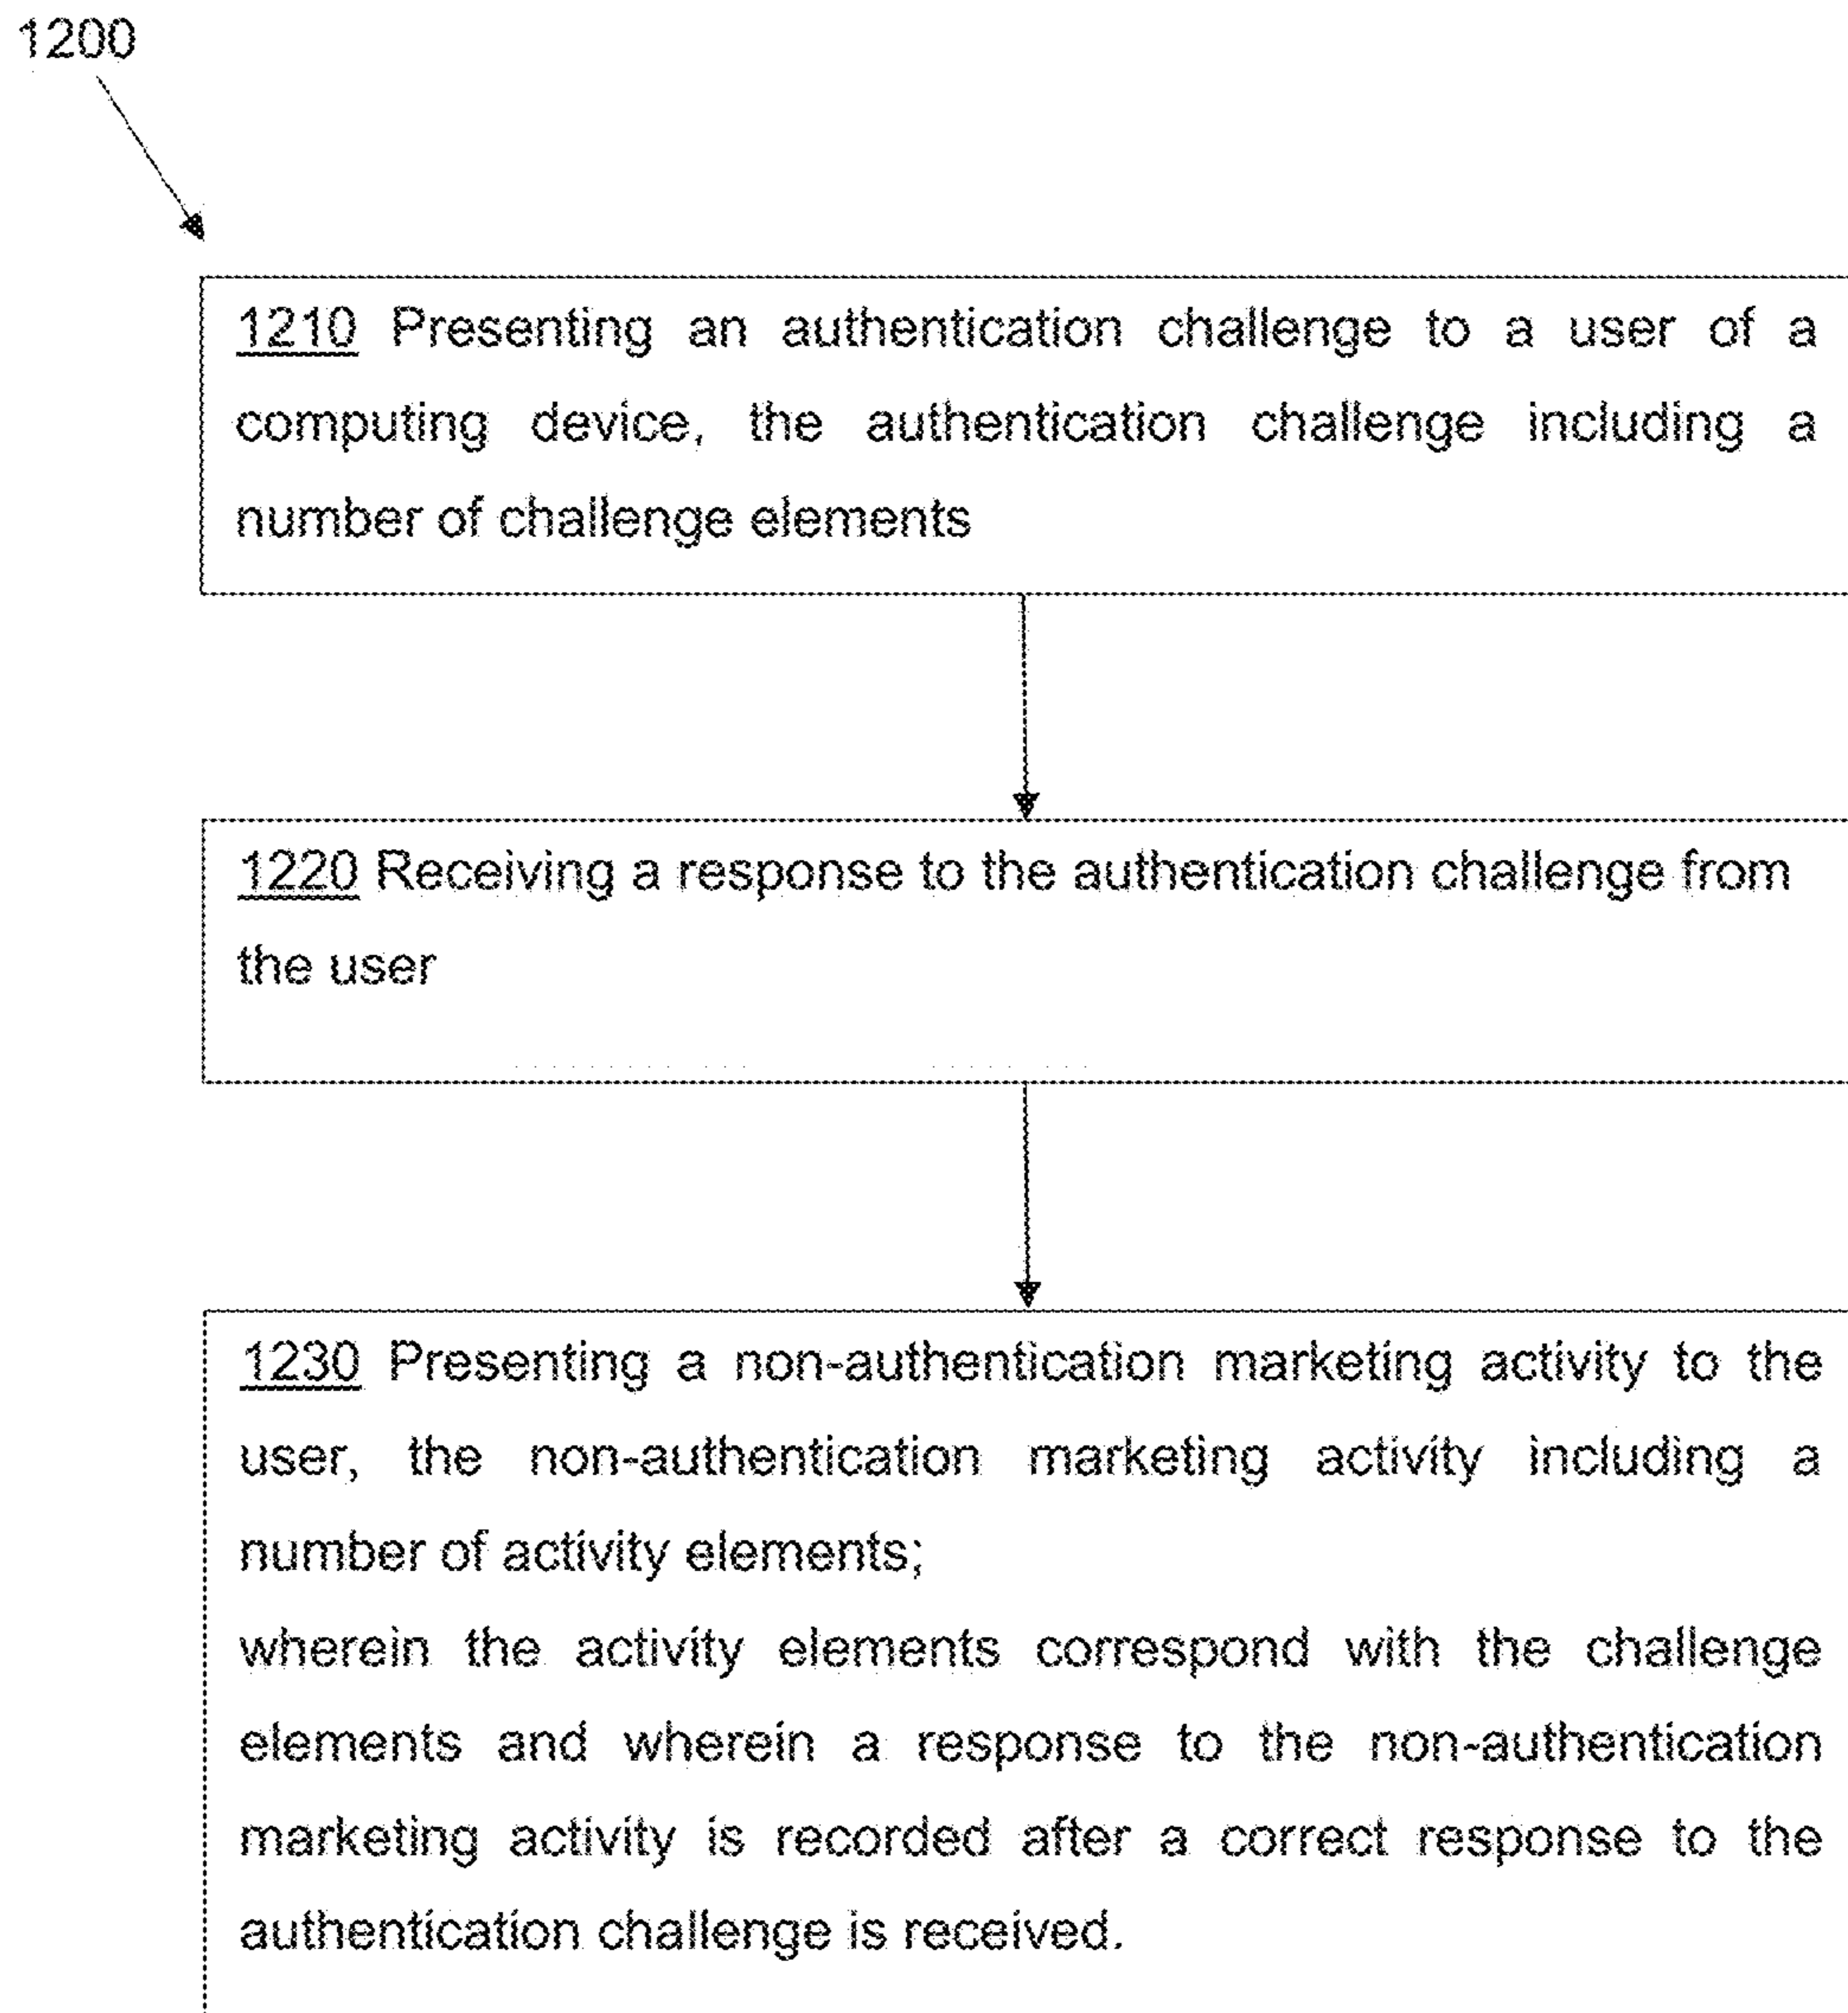 1200
1210 Presenting an authentication challenge to a user of a
computing device, the authentication challenge including a
number of challenge elements
1220 Receiving a response to the authentication challenge from
the user
1230 Presenting a non-authentication marketing activity to the
user, the non-authentication marketing activity including a
number of activity elements;
wherein the activity elements correspond with the challenge
elements and wherein a response to the non-authentication
marketing activity is recorded after a correct response to the
authentication challenge is received.